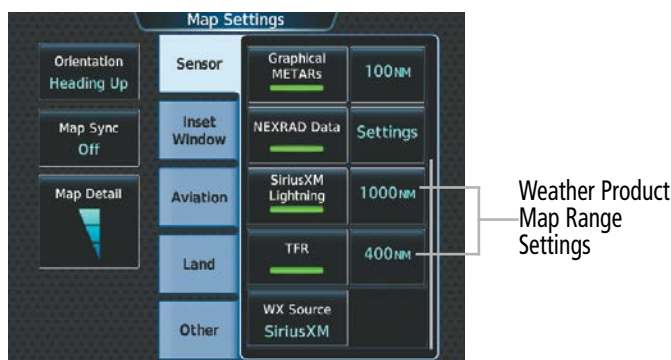 Map Settings
Orientation
Heading Up
Map Sync
Off
Map Detail
Sensor
Inset
Window
Aviation
Land
Other
Graphical
METARs
100NM
NEXRAD Data
Settings
SiriusXM
Lightning
1000NM
TFR
400NM
WX Source
SiriusXM
Weather Product
Map Range
Settings